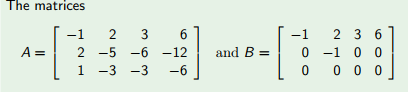 The matrices
-1 2 3 6
A = 2 -5 -6 -12 and B = 0 -1 0 0
1 -3 -3 -6
-1 2 3 6
0 0 0 0